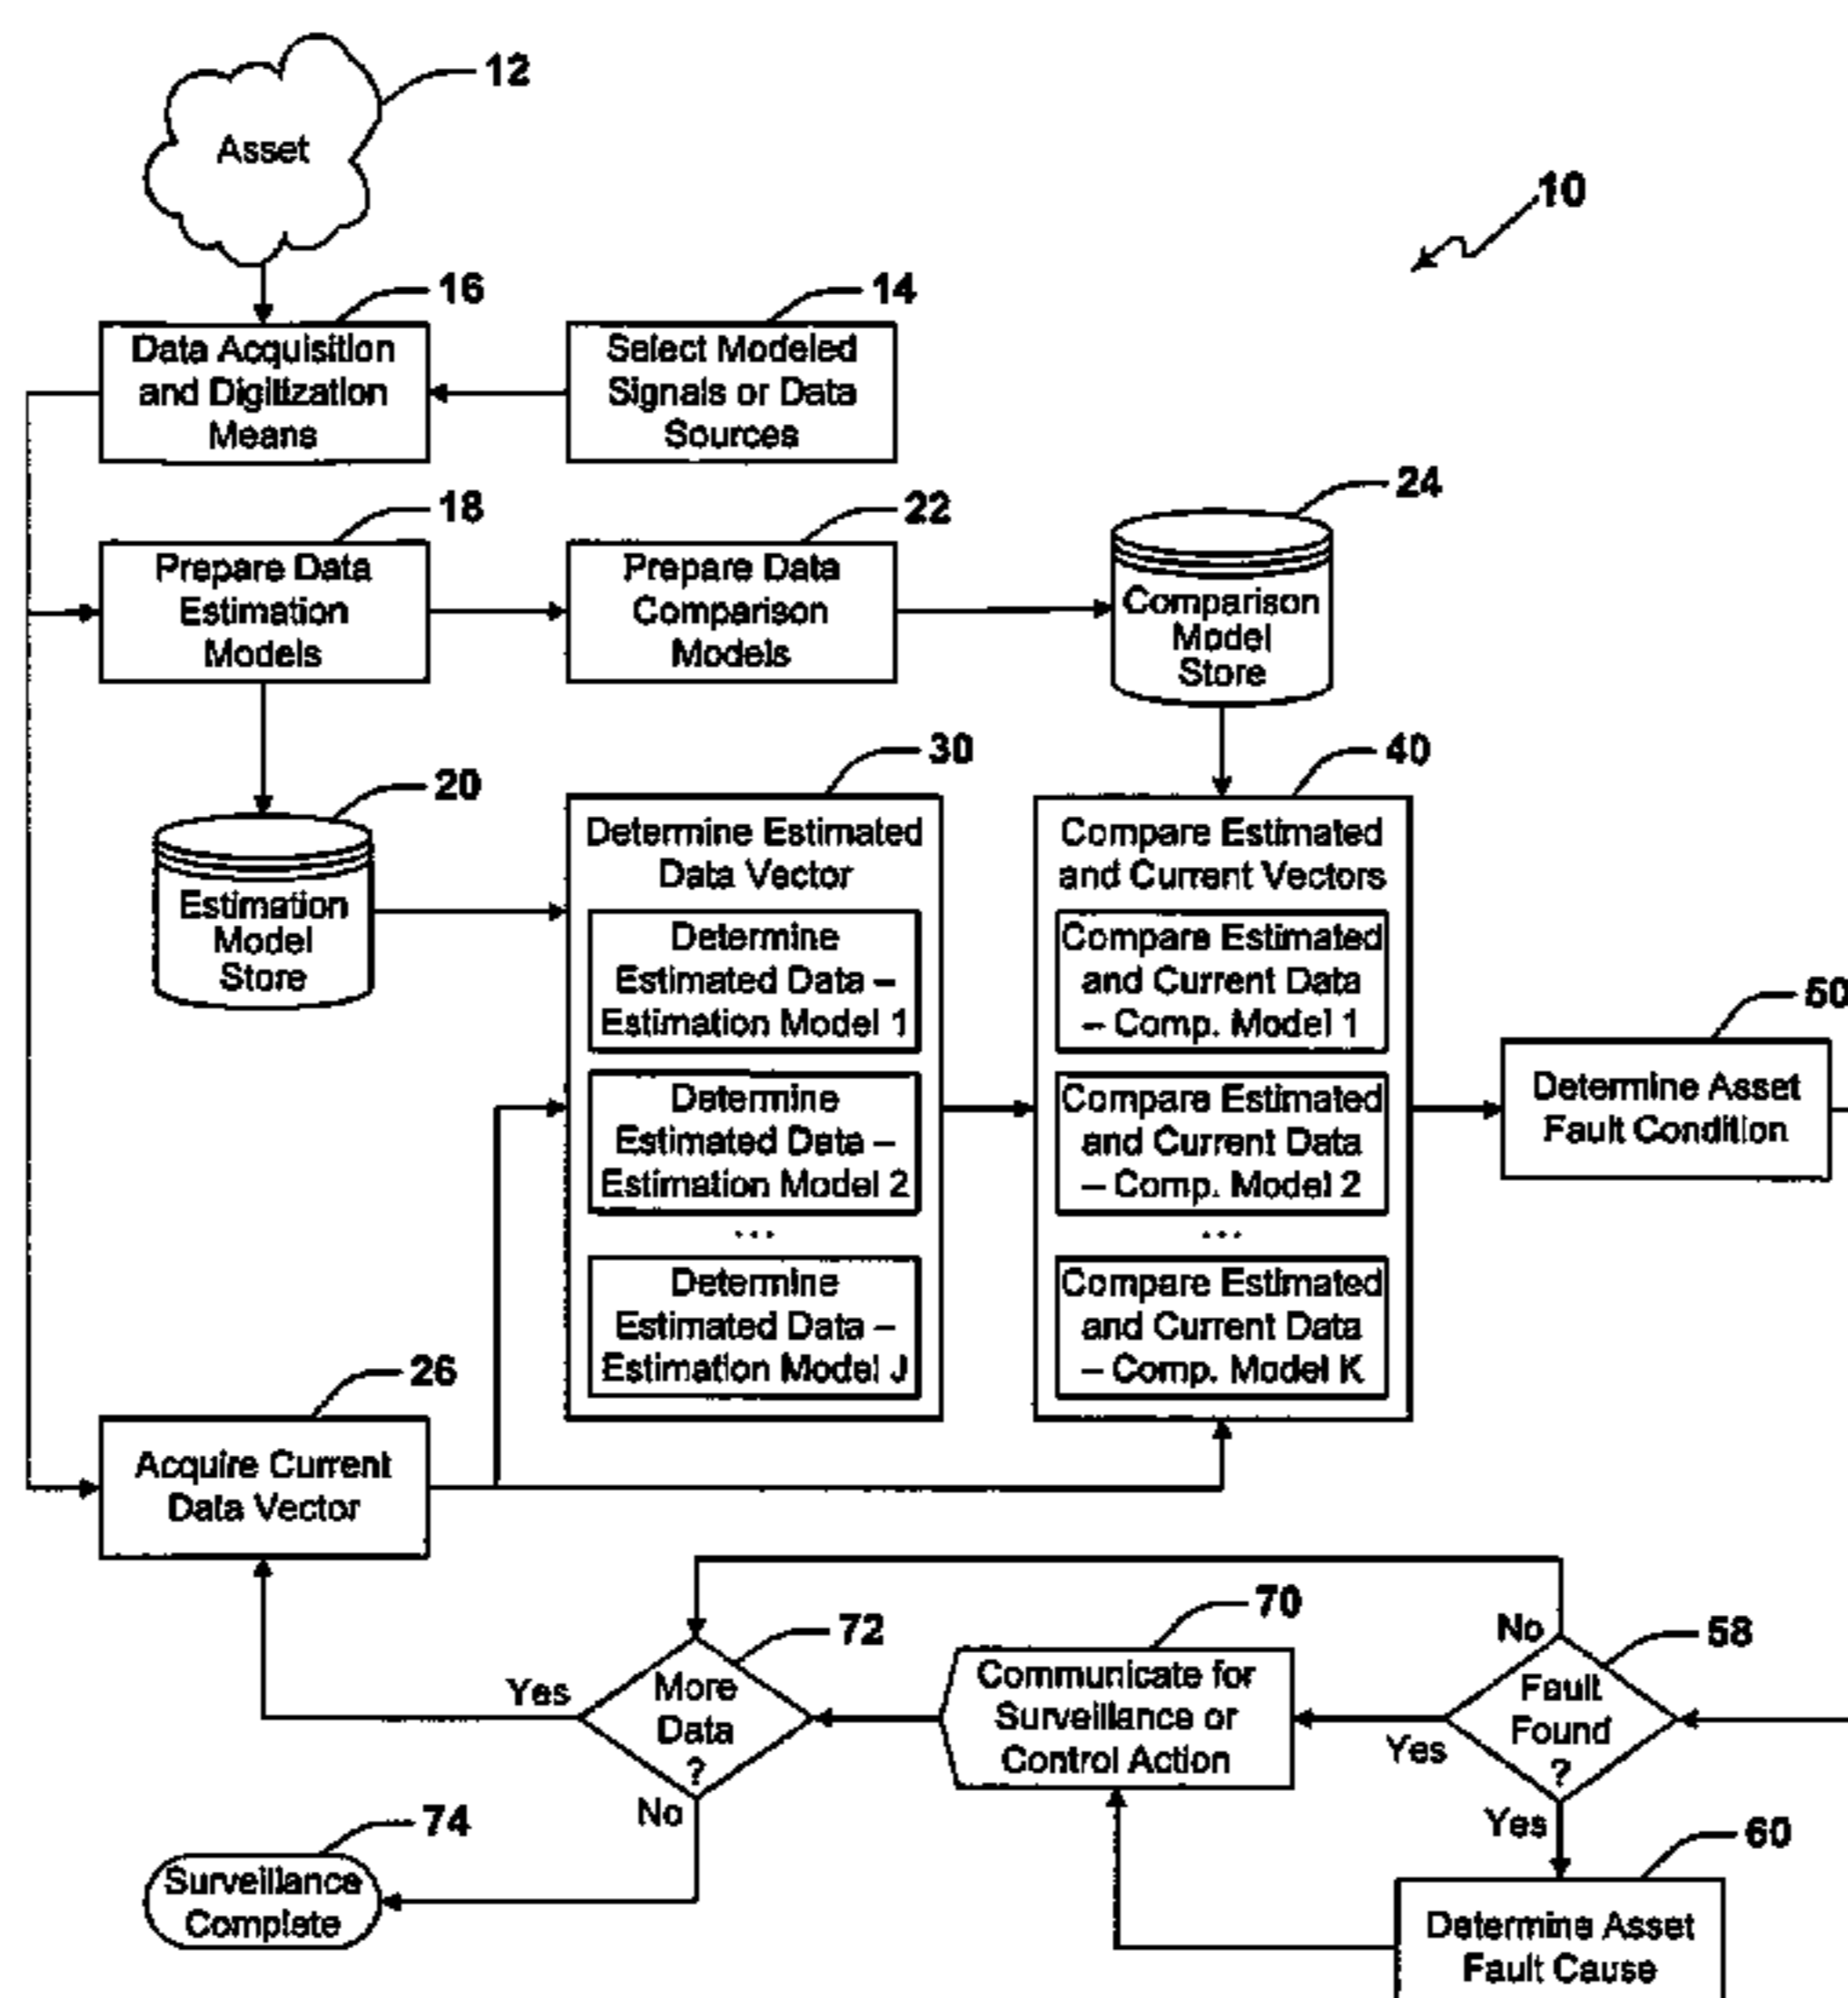 12
Asset
10
16
Data Acquisition
and Digitization
Means
14
Select Modeled
Signals or Data
Sources
18
Prepare Data
Estimation
Models
22
Prepare Data
Comparison
Models
24
Comparison
Model
Store
20
Estimation
Model
Store
30
Determine Estimated
Data Vector
Determine
Estimated Data –
Estimation Model 1
Determine
Estimated Data –
Estimation Model 2
...
Determine
Estimated Data –
Estimation Model J
40
Compare Estimated
and Current Vectors
Compare Estimated
and Current Data
– Comp. Model 1
Compare Estimated
and Current Data
– Comp. Model 2
...
Compare Estimated
and Current Data
– Comp. Model K
50
Determine Asset
Fault Condition
26
Acquire Current
Data Vector
58
Fault
Found
?
No
Yes
Yes
60
Determine Asset
Fault Cause
70
Communicate for
Surveillance or
Control Action
72
More
Data
?
Yes
No
74
Surveillance
Complete